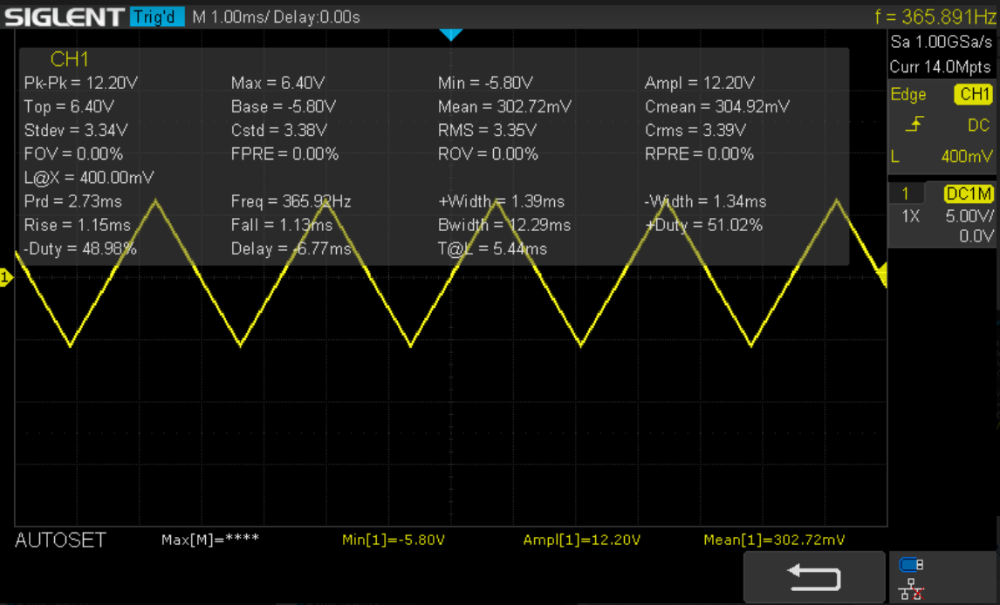 SIGLENT Trig'd M 1.00ms/ Delay:0.00s f = 365.891Hz
Sa 1.00GSa/s
Curr 14.0Mpts
Edge CH1
DC
L 400mV
1 DC1M
1X 5.00V/
0.0V
CH1
Pk-Pk = 12.20V Max = 6.40V Min = -5.80V Ampl = 12.20V
Top = 6.40V Base = -5.80V Mean = 302.72mV Cmean = 304.92mV
Stdev = 3.34V Cstd = 3.38V RMS = 3.35V Crms = 3.39V
FOV = 0.00% FPRE = 0.00% ROV = 0.00% RPRE = 0.00%
L@X = 400.00mV
Prd = 2.73ms Freq = 365.92Hz +Width = 1.39ms -Width = 1.34ms
Rise = 1.15ms Fall = 1.13ms Bwidth = 12.29ms +Duty = 51.02%
-Duty = 48.98% Delay = -6.77ms T@L = 5.44ms
1
AUTOSET Max[M]=**** Min[1]=-5.80V Ampl[1]=12.20V Mean[1]=302.72mV